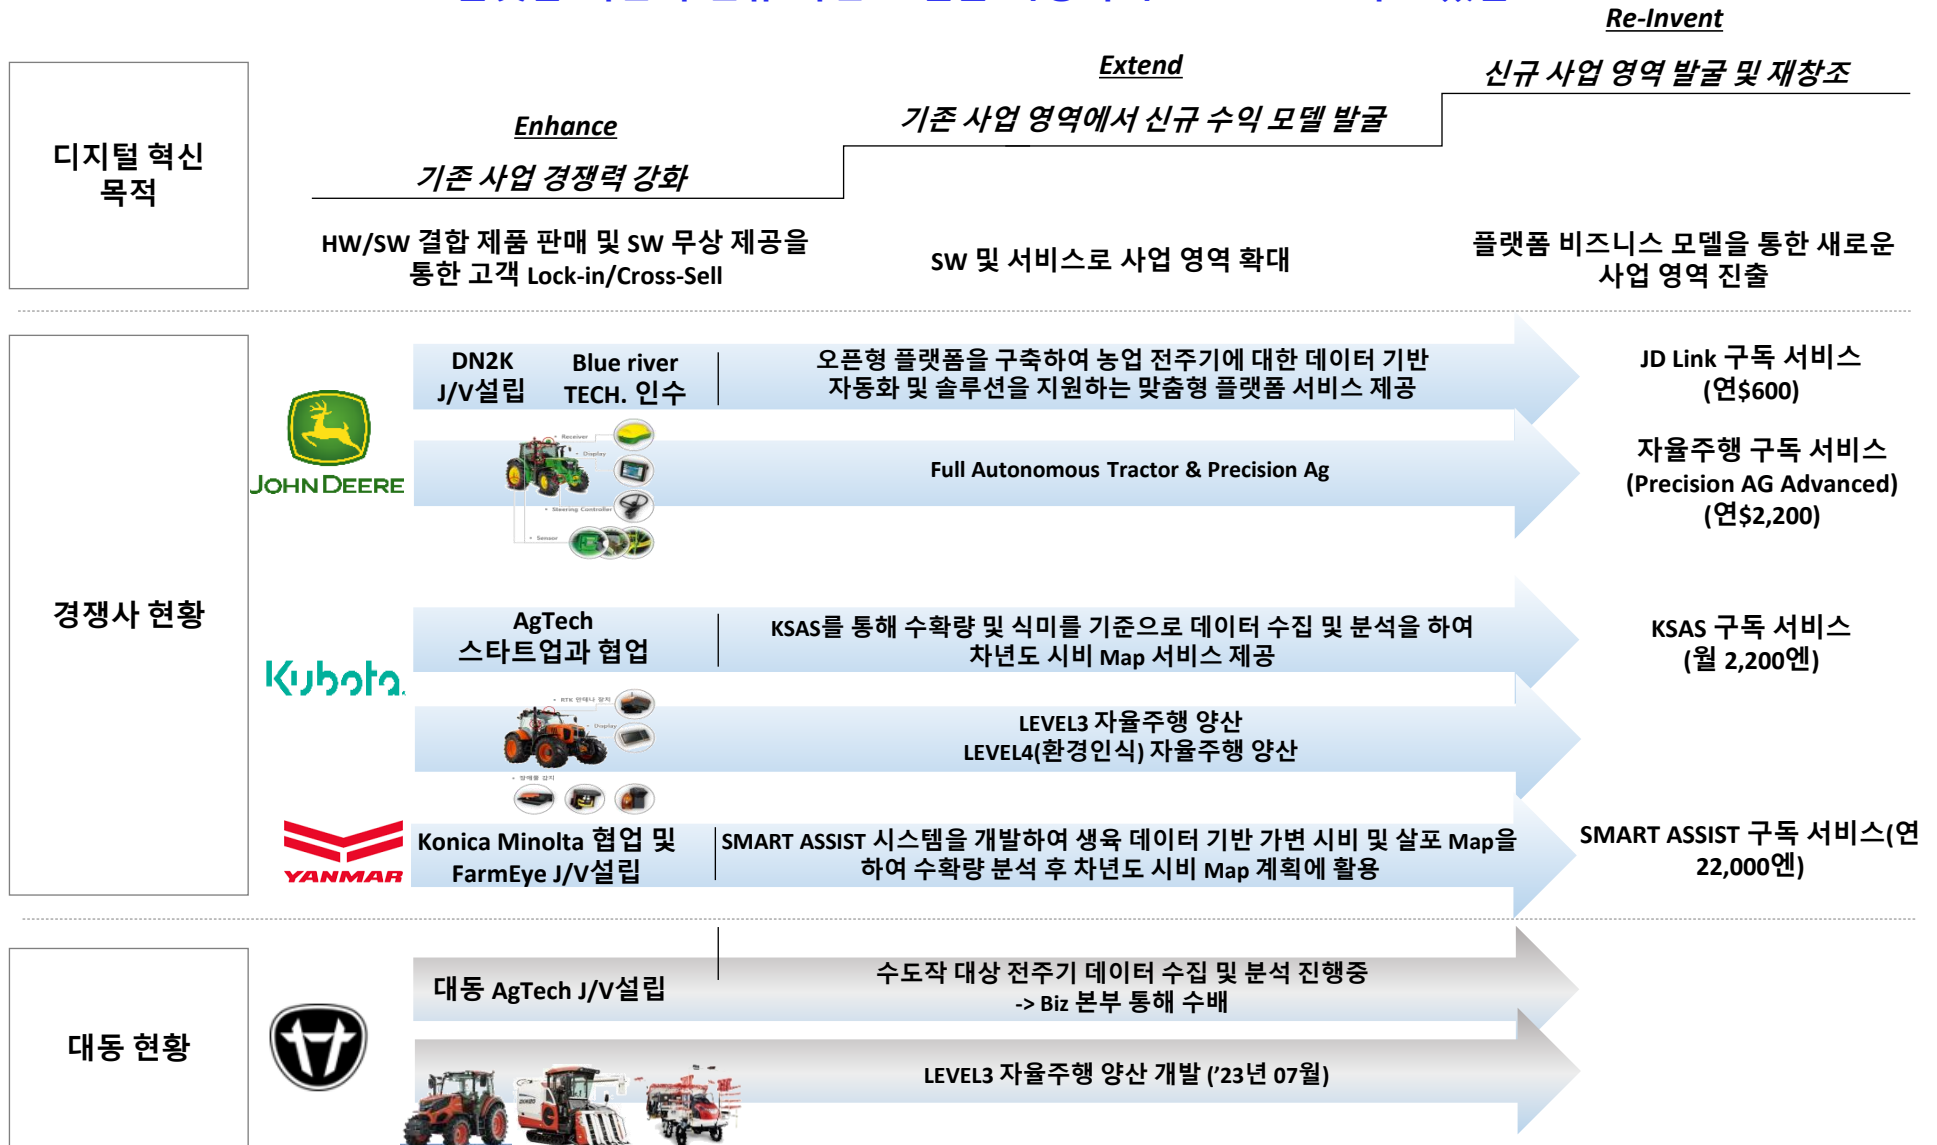 Re-Invent
신규 사업 영역 발굴 및 재창조
Extend
기존 사업 영역에서 신규 수익 모델 발굴
Enhance
기존 사업 경쟁력 강화
디지털 혁신
목적
HW/SW 결합 제품 판매 및 SW 무상 제공을
통한 고객 Lock-in/Cross-Sell
SW 및 서비스로 사업 영역 확대
플랫폼 비즈니스 모델을 통한 새로운
사업 영역 진출
경쟁사 현황
JOHN DEERE
DN2K
J/V설립
Blue river
TECH. 인수
오픈형 플랫폼을 구축하여 농업 전주기에 대한 데이터 기반
자동화 및 솔루션을 지원하는 맞춤형 플랫폼 서비스 제공
JD Link 구독 서비스
(연$600)
• Receiver
• Display
• Steering Controller
• Sensor
Full Autonomous Tractor & Precision Ag
자율주행 구독 서비스
(Precision AG Advanced)
(연$2,200)
Kubota
AgTech
스타트업과 협업
KSAS를 통해 수확량 및 식미를 기준으로 데이터 수집 및 분석을 하여
차년도 시비 Map 서비스 제공
KSAS 구독 서비스
(월 2,200엔)
• RTK 안테나 장치
• Display
• 장애물 감지
LEVEL3 자율주행 양산
LEVEL4(환경인식) 자율주행 양산
YANMAR
Konica Minolta 협업 및
FarmEye J/V설립
SMART ASSIST 시스템을 개발하여 생육 데이터 기반 가변 시비 및 살포 Map을
하여 수확량 분석 후 차년도 시비 Map 계획에 활용
SMART ASSIST 구독 서비스(연
22,000엔)
대동 현황
대동 AgTech J/V설립
수도작 대상 전주기 데이터 수집 및 분석 진행중
-> Biz 본부 통해 수배
LEVEL3 자율주행 양산 개발 ('23년 07월)